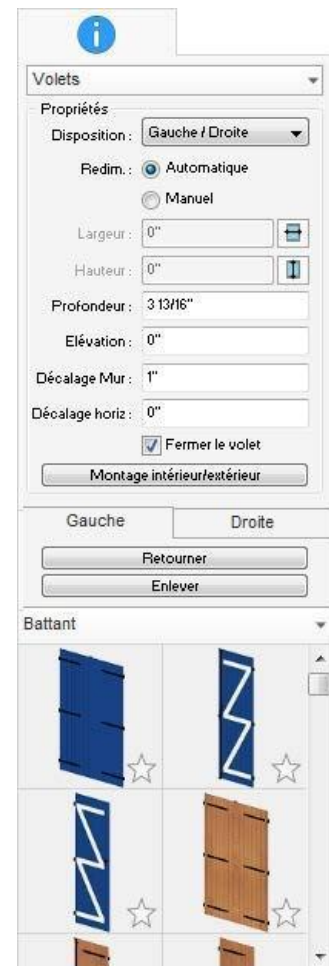 i
Volets
Propriétés
Disposition : Gauche / Droite
Redim. : Automatique
Manuel
Largeur : 0"
Hauteur : 0"
Profondeur : 3 13/16"
Elévation : 0"
Décalage Mur : 1"
Décalage horiz : 0"
Fermer le volet
Montage intérieur/extérieur
Gauche Droite
Retourner
Enlever
Battant